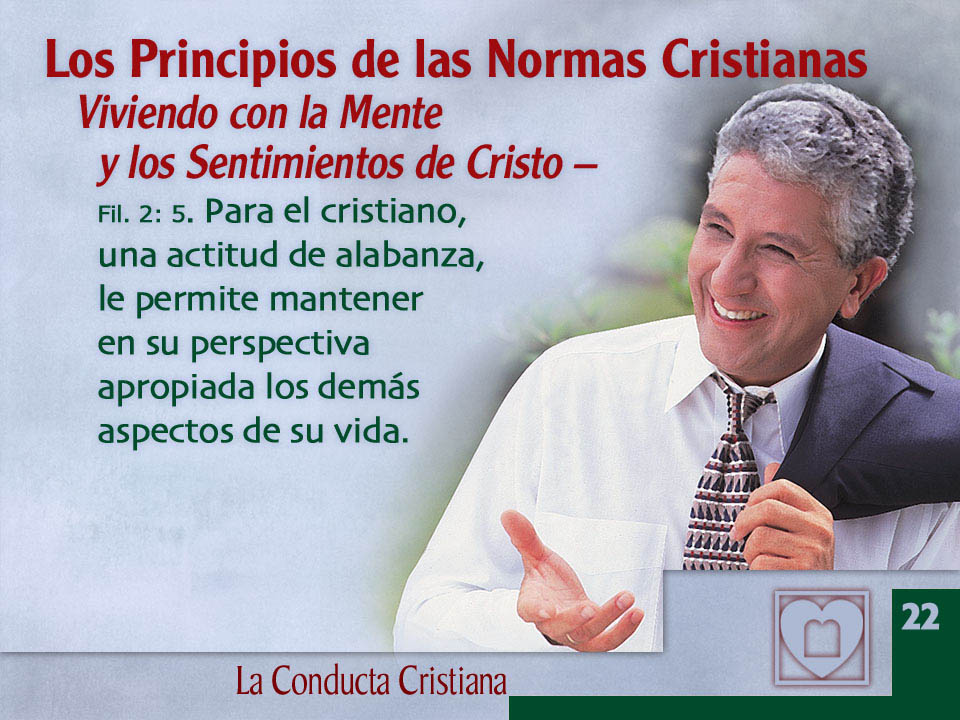 Los Principios de las Normas Cristianas
Viviendo con la Mente
y los Sentimientos de Cristo –
Fil. 2: 5. Para el cristiano,
una actitud de alabanza,
le permite mantener
en su perspectiva
apropiada los demás
aspectos de su vida.
22
La Conducta Cristiana